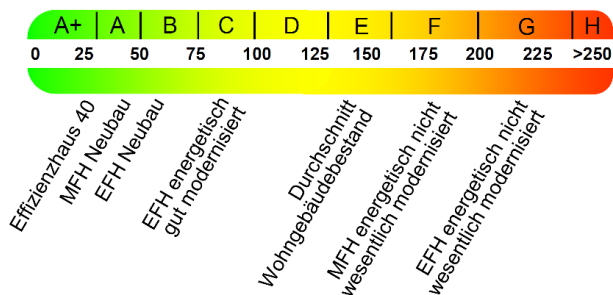 A+ A B C D E F G H
0 25 50 75 100 125 150 175 200 225 >250
Effizienzhaus 40
MFH Neubau
EFH Neubau
EFH energetisch
gut modernisiert
Durchschnitt
Wohngebäudebestand
MFH energetisch nicht
wesentlich modernisiert
EFH energetisch nicht
wesentlich modernisiert